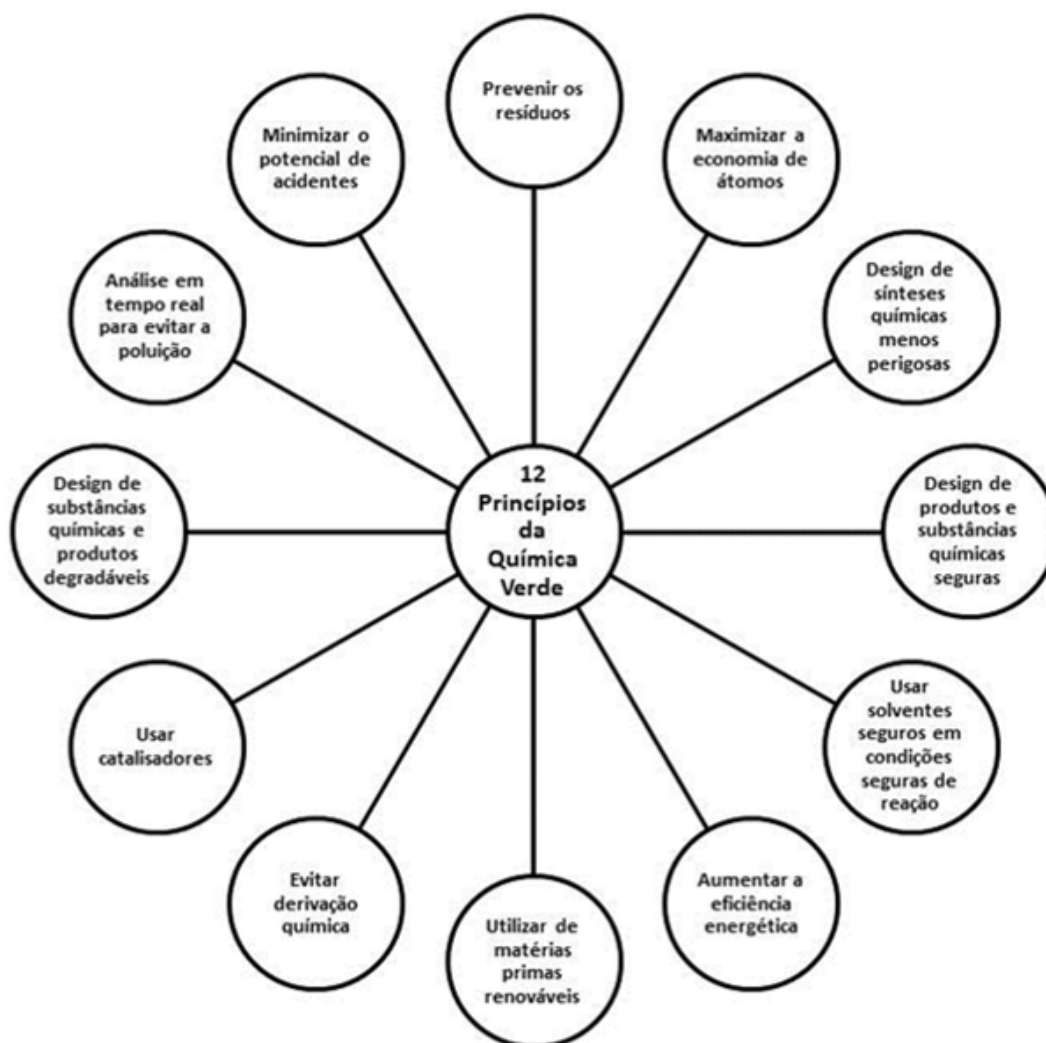 Prevenir os
resíduos
Maximizar a
economia de
átomos
Design de
sínteses
químicas
menos
perigosas
Design de
produtos e
substâncias
químicas
seguras
Usar
solventes
seguros em
condições
seguras de
reação
Aumentar a
eficiência
energética
Utilizar de
matérias
primas
renováveis
Evitar
derivação
química
Usar
catalisadores
Design de
substâncias
químicas e
produtos
degradáveis
Análise em
tempo real
para evitar a
poluição
Minimizar o
potencial de
acidentes
12
Princípios
da
Química
Verde